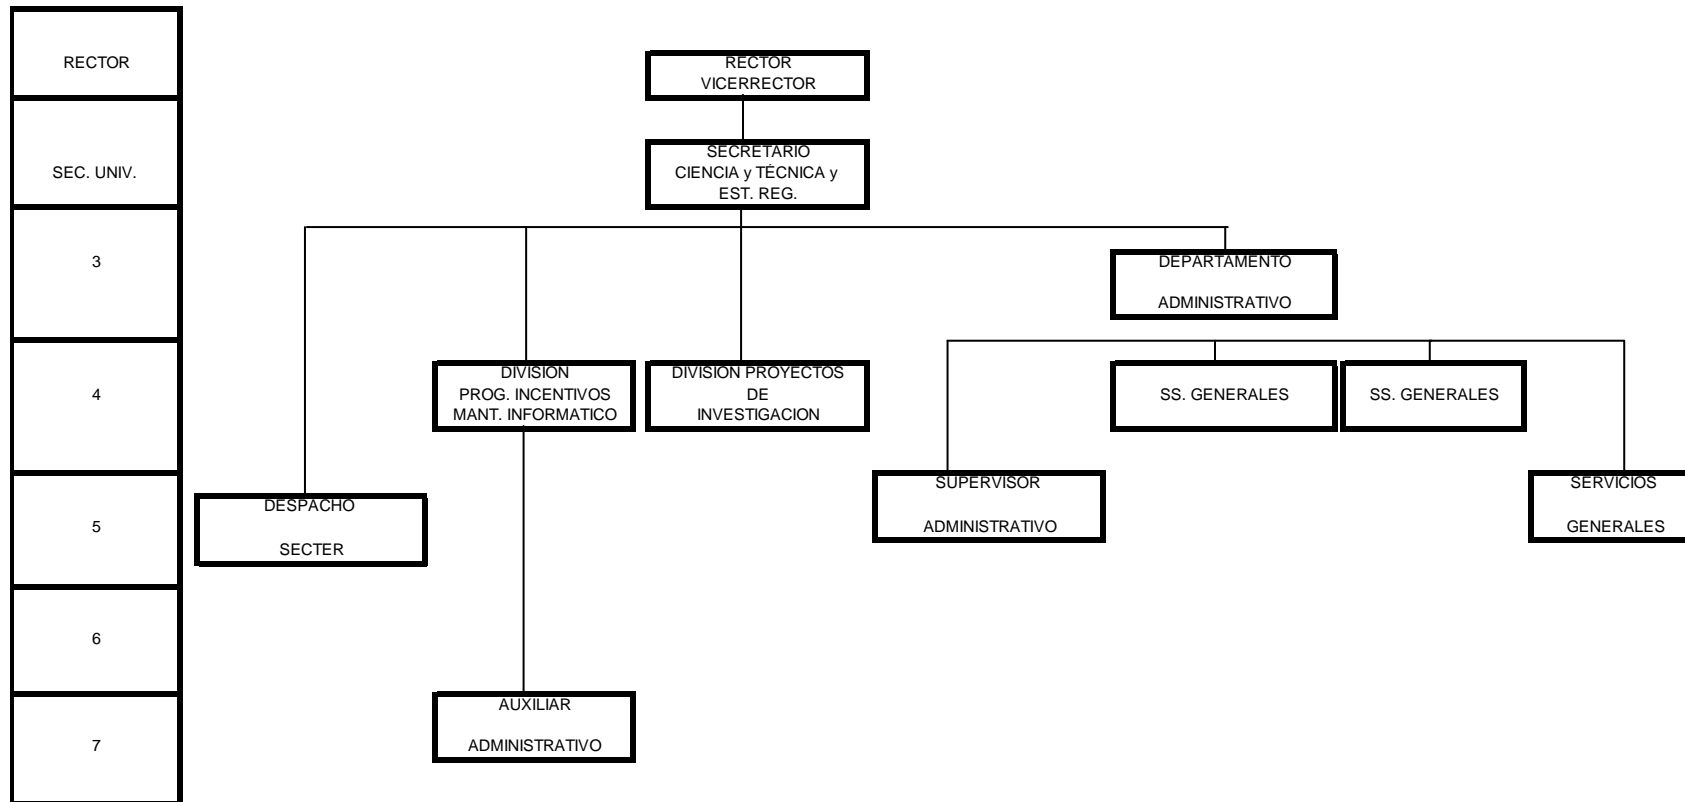 RECTOR
RECTOR
VICERRECTOR
SEC. UNIV.
SECRETARIO
CIENCIA y TÉCNICA y
EST. REG.
3
DEPARTAMENTO
ADMINISTRATIVO
4
DIVISION
PROG. INCENTIVOS
MANT. INFORMATICO
DIVISION PROYECTOS
DE
INVESTIGACION
SS. GENERALES
SS. GENERALES
5
DESPACHO
SECTER
SUPERVISOR
ADMINISTRATIVO
SERVICIOS
GENERALES
6
7
AUXILIAR
ADMINISTRATIVO